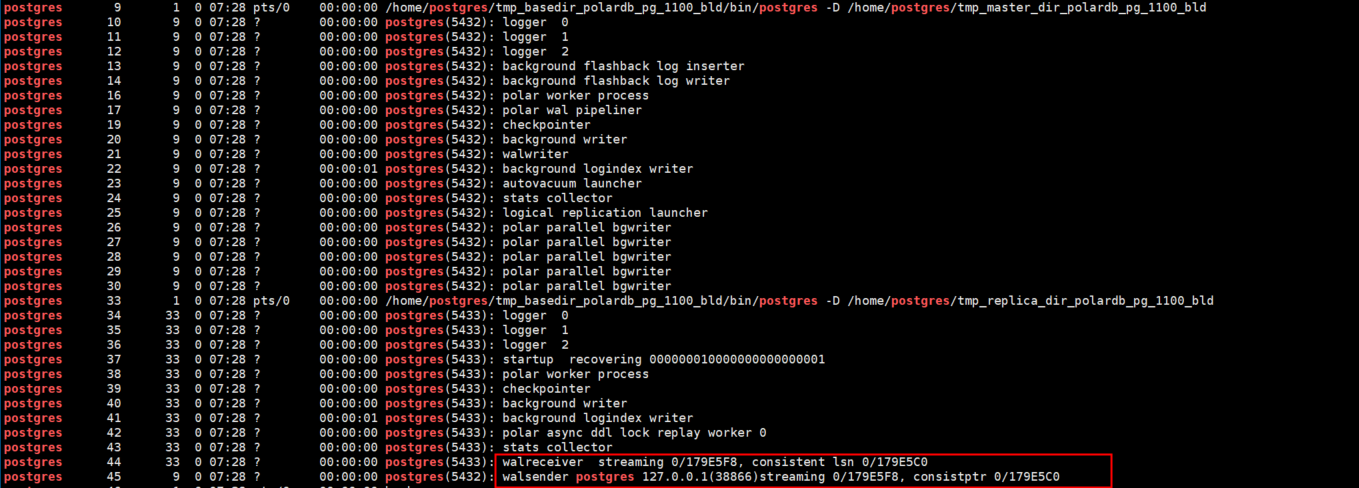 postgres 9 1 0 07:28 pts/0 00:00:00 /home/postgres/tmp_basedir_polardb_pg_1100_bld/bin/postgres -D /home/postgres/tmp_master_dir_polardb_pg_1100_bld
postgres 10 9 0 07:28 ? 00:00:00 postgres(5432): logger 0
postgres 11 9 0 07:28 ? 00:00:00 postgres(5432): logger 1
postgres 12 9 0 07:28 ? 00:00:00 postgres(5432): logger 2
postgres 13 9 0 07:28 ? 00:00:00 postgres(5432): background flashback log inserter
postgres 14 9 0 07:28 ? 00:00:00 postgres(5432): background flashback log writer
postgres 16 9 0 07:28 ? 00:00:00 postgres(5432): polar worker process
postgres 17 9 0 07:28 ? 00:00:00 postgres(5432): polar wal pipeliner
postgres 19 9 0 07:28 ? 00:00:00 postgres(5432): checkpointer
postgres 20 9 0 07:28 ? 00:00:00 postgres(5432): background writer
postgres 21 9 0 07:28 ? 00:00:00 postgres(5432): walwriter
postgres 22 9 0 07:28 ? 00:00:01 postgres(5432): background logindex writer
postgres 23 9 0 07:28 ? 00:00:00 postgres(5432): autovacuum launcher
postgres 24 9 0 07:28 ? 00:00:00 postgres(5432): stats collector
postgres 25 9 0 07:28 ? 00:00:00 postgres(5432): logical replication launcher
postgres 26 9 0 07:28 ? 00:00:00 postgres(5432): polar parallel bgwriter
postgres 27 9 0 07:28 ? 00:00:00 postgres(5432): polar parallel bgwriter
postgres 28 9 0 07:28 ? 00:00:00 postgres(5432): polar parallel bgwriter
postgres 29 9 0 07:28 ? 00:00:00 postgres(5432): polar parallel bgwriter
postgres 30 9 0 07:28 ? 00:00:00 postgres(5432): polar parallel bgwriter
postgres 33 1 0 07:28 pts/0 00:00:00 /home/postgres/tmp_basedir_polardb_pg_1100_bld/bin/postgres -D /home/postgres/tmp_replica_dir_polardb_pg_1100_bld
postgres 34 33 0 07:28 ? 00:00:00 postgres(5433): logger 0
postgres 35 33 0 07:28 ? 00:00:00 postgres(5433): logger 1
postgres 36 33 0 07:28 ? 00:00:00 postgres(5433): logger 2
postgres 37 33 0 07:28 ? 00:00:00 postgres(5433): startup recovering 000000010000000000000001
postgres 38 33 0 07:28 ? 00:00:00 postgres(5433): polar worker process
postgres 39 33 0 07:28 ? 00:00:00 postgres(5433): checkpointer
postgres 40 33 0 07:28 ? 00:00:00 postgres(5433): background writer
postgres 41 33 0 07:28 ? 00:00:01 postgres(5433): background logindex writer
postgres 42 33 0 07:28 ? 00:00:00 postgres(5433): polar async ddl lock replay worker 0
postgres 43 33 0 07:28 ? 00:00:00 postgres(5433): stats collector
postgres 44 33 0 07:28 ? 00:00:00 postgres(5433): walreceiver streaming 0/179E5F8, consistent lsn 0/179E5C0
postgres 45 9 0 07:28 ? 00:00:00 postgres(5432): walsender postgres 127.0.0.1(38866)streaming 0/179E5F8, consistptr 0/179E5C0